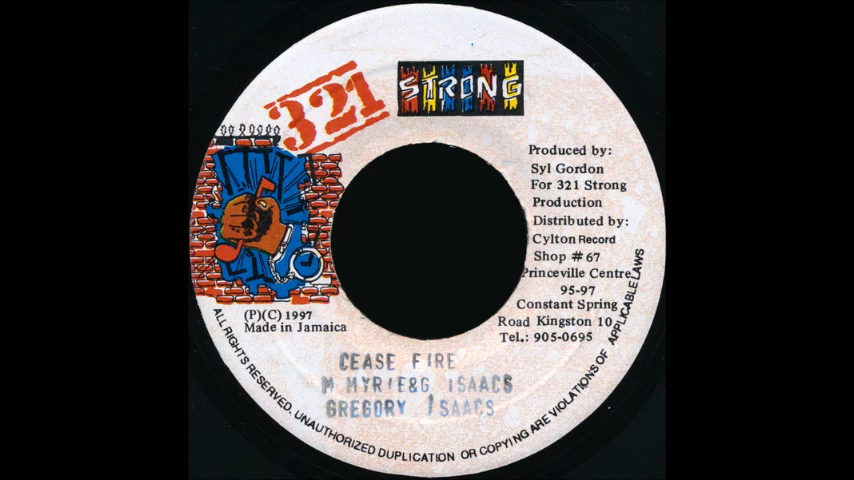 321
STRONG
Produced by:
Syl Gordon
For 321 Strong
Production
Distributed by:
Cylton Record
Shop # 67
Princeville Centre
95-97
Constant Spring
Road Kingston 10
Tel.: 905-0695
(P)(C) 1997
Made in Jamaica
CEASE FIRE
M MYRIE&G ISAACS
GREGORY ISAACS
ALL RIGHTS RESERVED. UNAUTHORIZED DUPLICATION OR COPYING ARE VIOLATIONS OF APPLICABLE LAWS